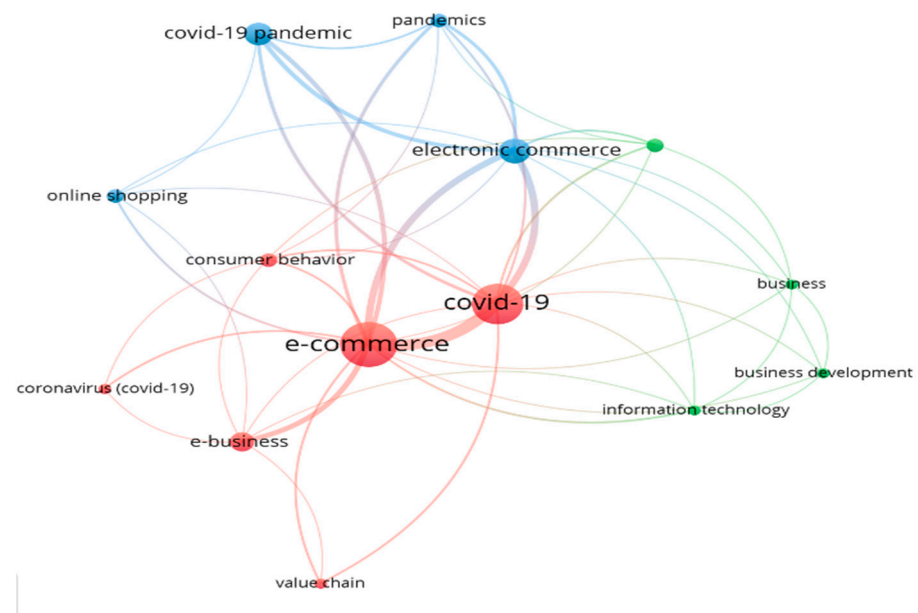 pandemics
covid-19 pandemic
electronic commerce
online shopping
consumer behavior
business
covid-19
e-commerce
business development
coronavirus (covid-19)
information technology
e-business
value chain